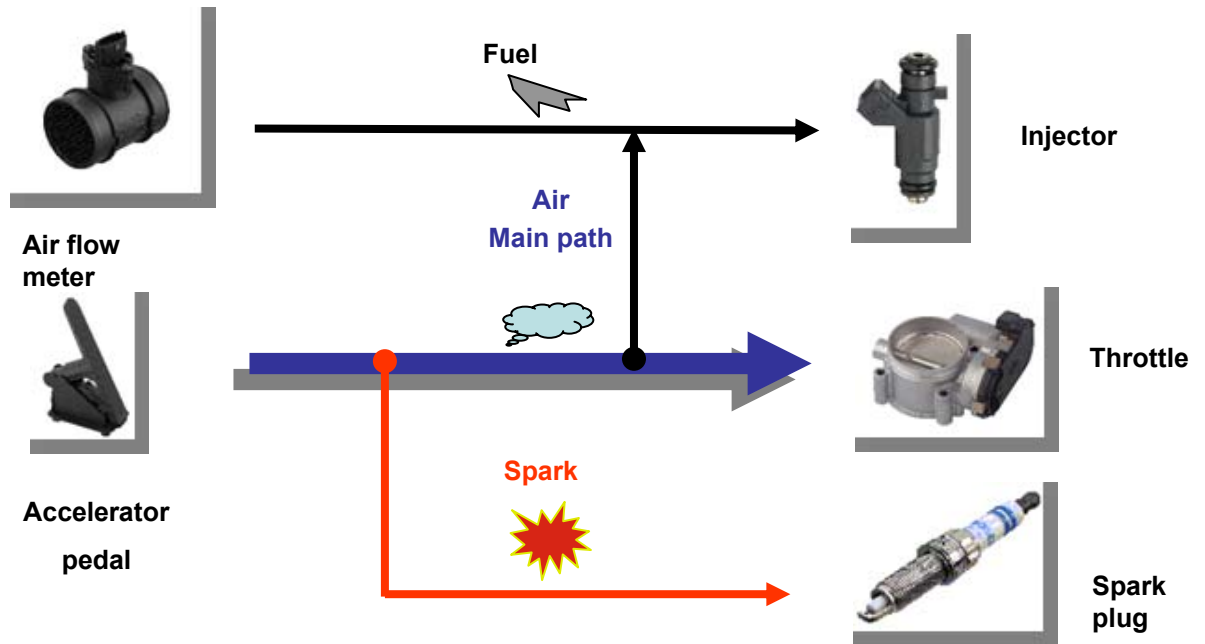 Fuel
Injector
Air
Main path
Air flow
meter
Throttle
Spark
Accelerator
pedal
Spark
plug